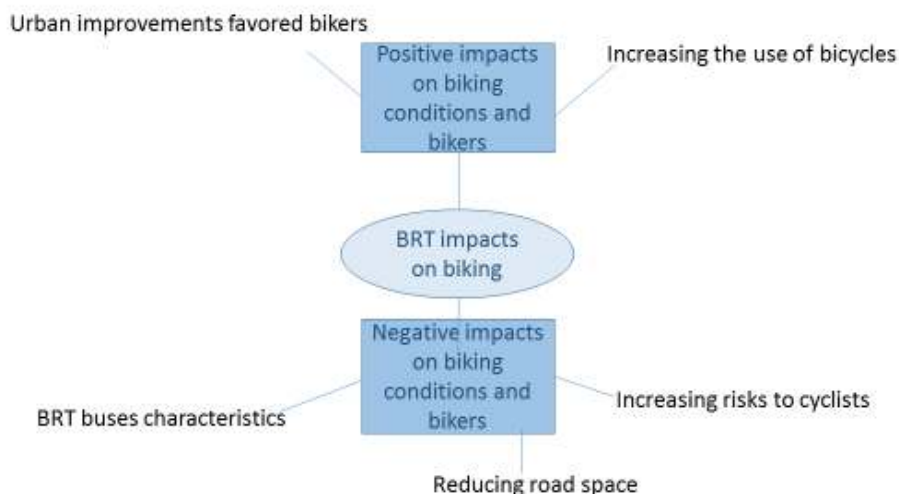 Urban improvements favored bikers
Positive impacts
on biking
conditions and
bikers
Increasing the use of bicycles
BRT impacts
on biking
Negative impacts
on biking
conditions and
bikers
BRT buses characteristics
Increasing risks to cyclists
Reducing road space